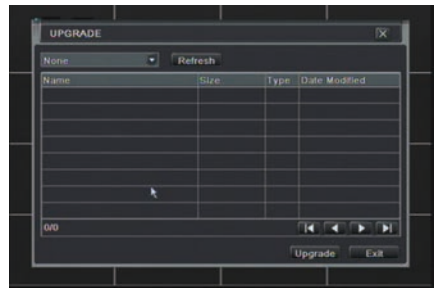 UPGRADE
None Refresh
Name Size Type Date Modified
0/0
Upgrade Exit